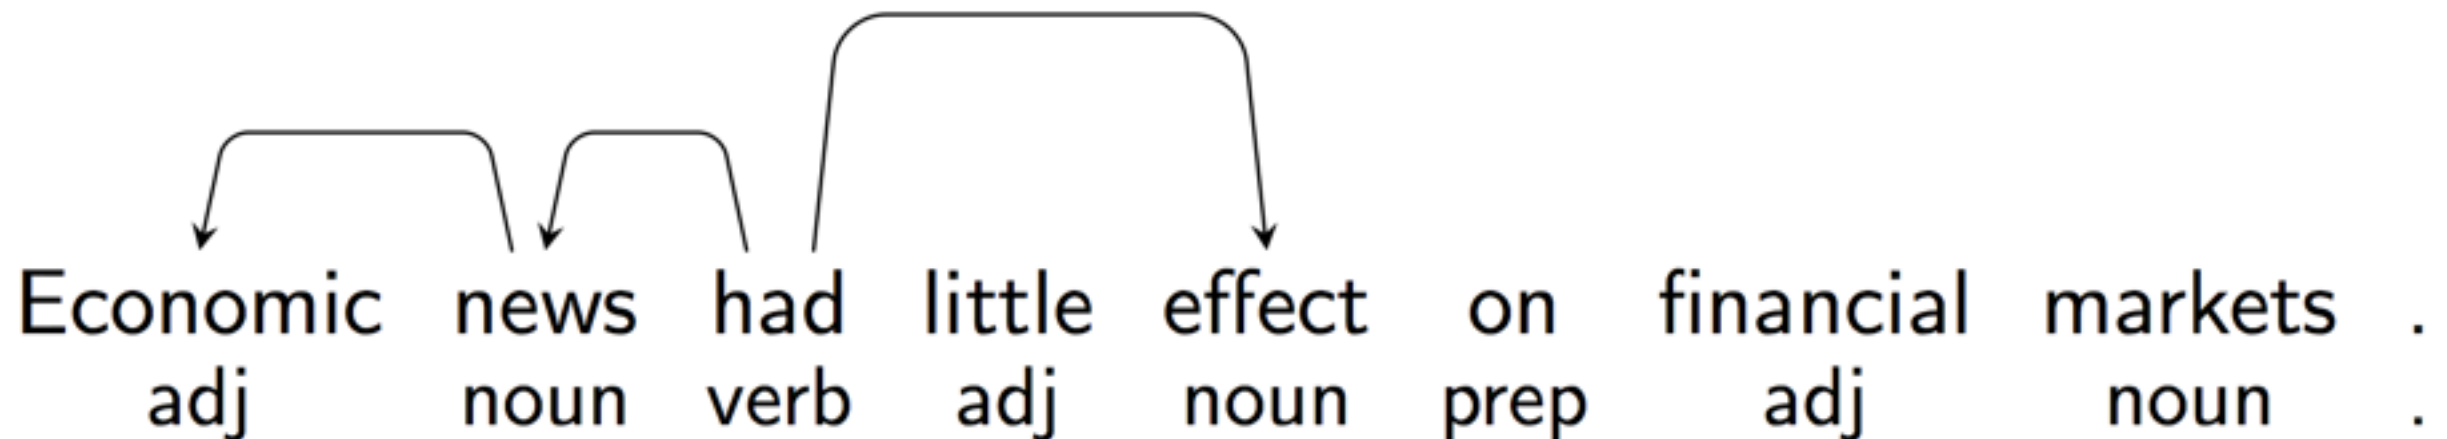 Economic news had little effect on financial markets .
adj noun verb adj noun prep adj noun .